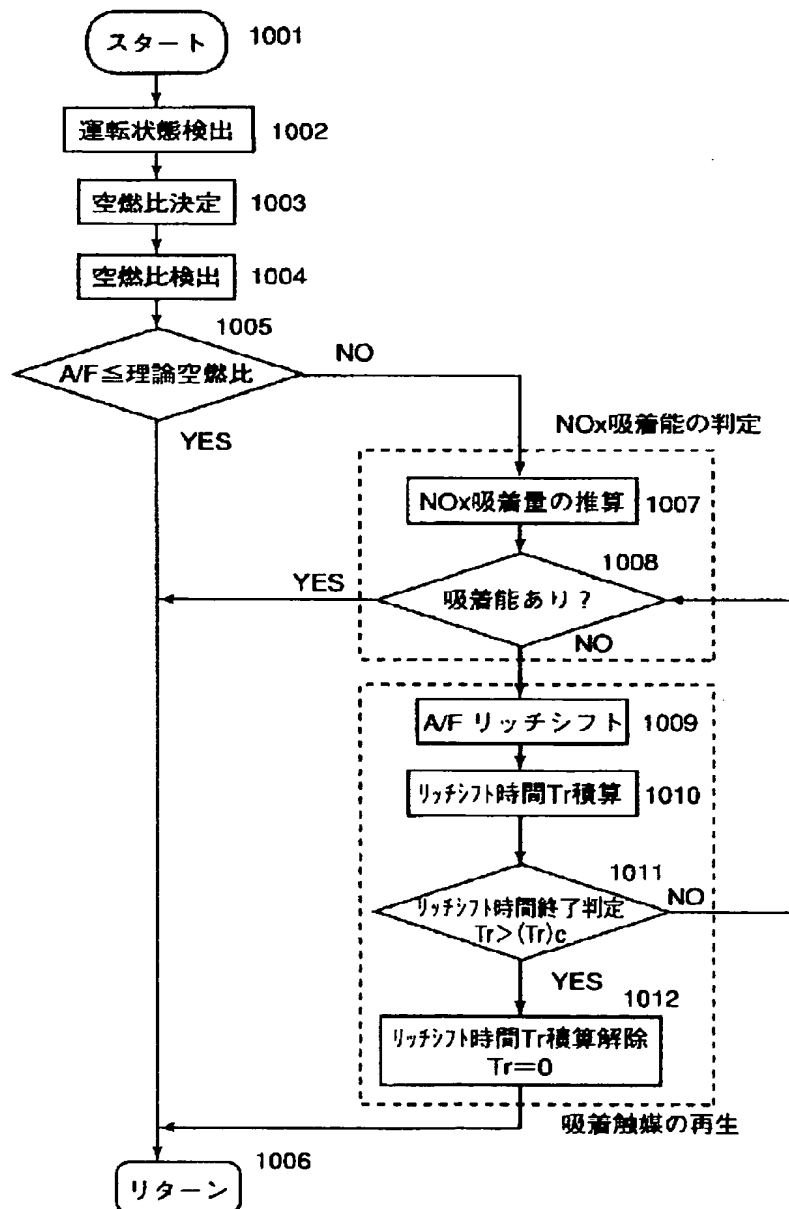 スタート
1001
運転状態検出
1002
空燃比決定
1003
空燃比検出
1004
1005
A/F≦理論空燃比
NO
YES
NOx吸着能の判定
NOx吸着量の推算
1007
1008
吸着能あり?
YES
NO
A/F リッチシフト
1009
リッチシフト時間Tr積算
1010
1011
リッチシフト時間終了判定
Tr>(Tr)c
NO
YES
1012
リッチシフト時間Tr積算解除
Tr=0
吸着触媒の再生
1006
リターン